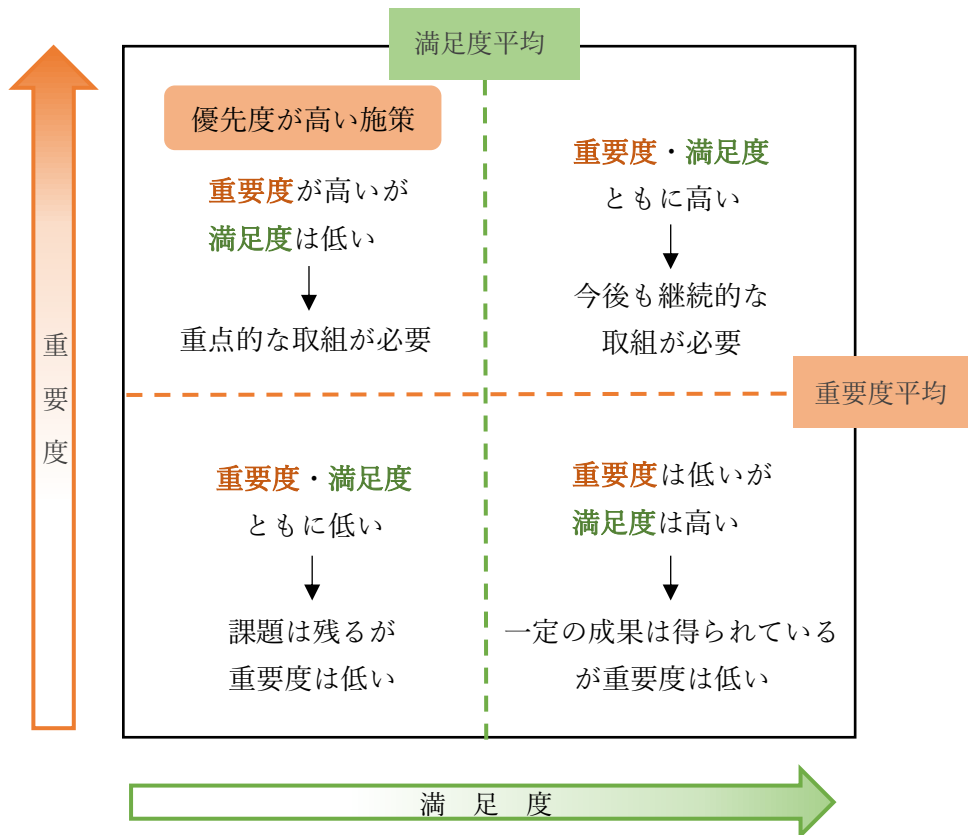 満足度平均
優先度が高い施策
重要度が高いが
満足度は低い
重点的な取組が必要
重要度・満足度
ともに高い
今後も継続的な
取組が必要
重要度
重要度平均
重要度・満足度
ともに低い
課題は残るが
重要度は低い
重要度は低いが
満足度は高い
一定の成果は得られている
が重要度は低い
満足度